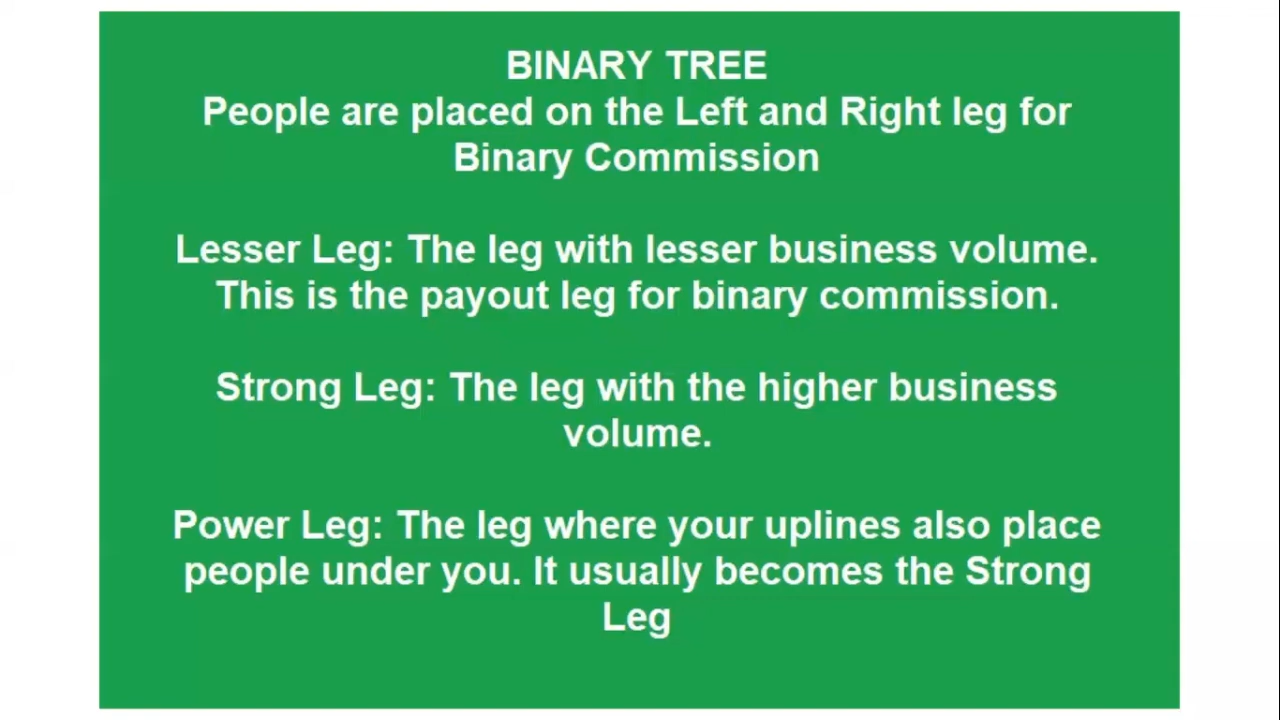 BINARY TREE
People are placed on the Left and Right leg for
Binary Commission
Lesser Leg: The leg with lesser business volume.
This is the payout leg for binary commission.
Strong Leg: The leg with the higher business
volume.
Power Leg: The leg where your uplines also place
people under you. It usually becomes the Strong
Leg